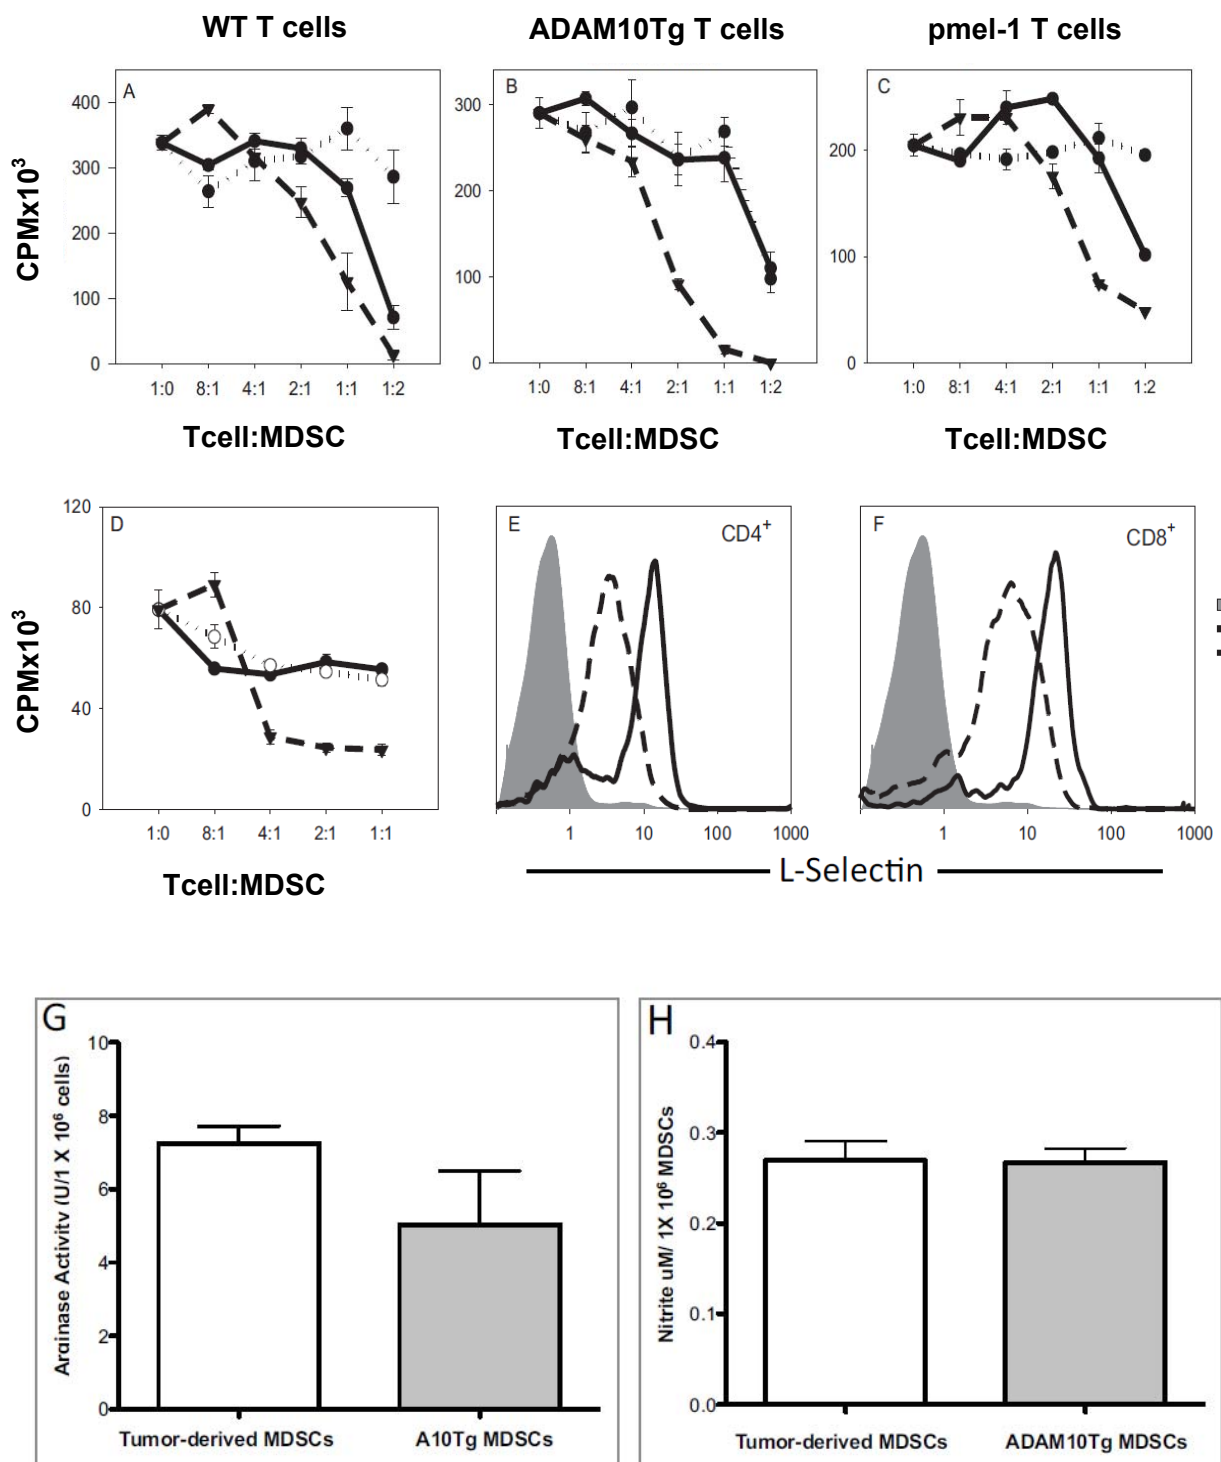 WT T cells
ADAM10Tg T cells
pmel-1 T cells
A
B
C
400
300
200
100
0
300
200
100
0
200
100
0
CPMx10³
1:0 8:1 4:1 2:1 1:1 1:2
1:0 8:1 4:1 2:1 1:1 1:2
1:0 8:1 4:1 2:1 1:1 1:2
Tcell:MDSC
Tcell:MDSC
Tcell:MDSC
D
E
CD4⁺
F
CD8⁺
120
80
40
0
CPMx10³
1:0 8:1 4:1 2:1 1:1
1 10 100 1000
1 10 100 1000
Tcell:MDSC
L-Selectin
G
10
8
6
4
2
0
Arginase Activity (U/1 X 10⁶ cells)
Tumor-derived MDSCs
A10Tg MDSCs
H
0.4
0.3
0.2
0.1
0.0
Nitrite uM/ 1X 10⁶ MDSCs
Tumor-derived MDSCs
ADAM10Tg MDSCs